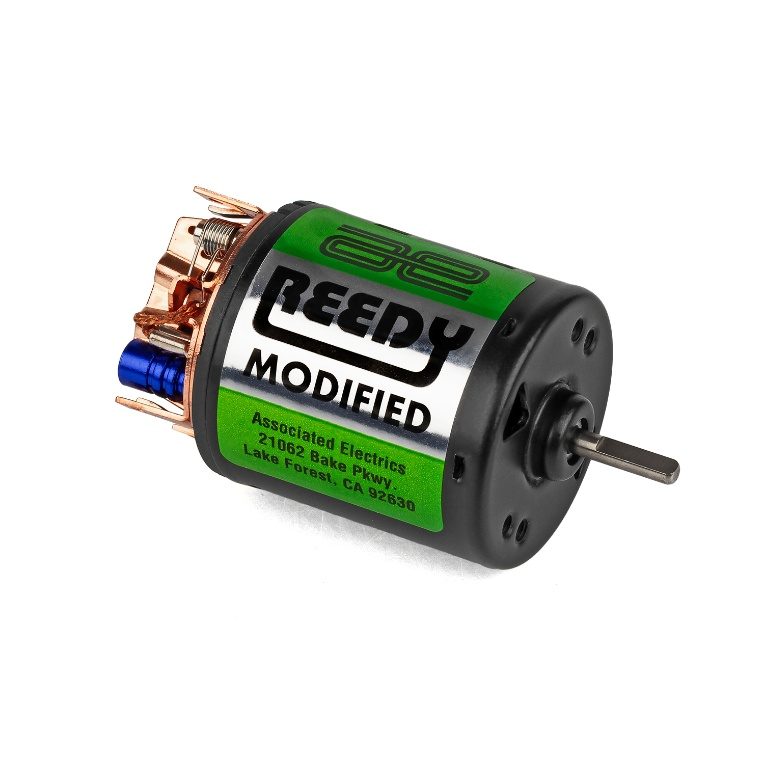 REEDY
MODIFIED
Associated Electrics
21062 Bake Pkwy.
Lake Forest, CA 92630